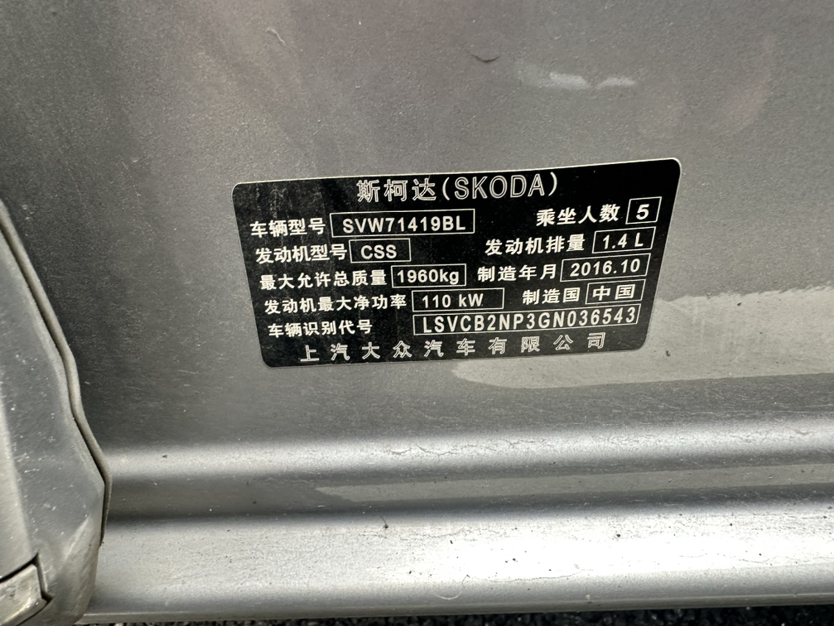 斯柯达(SKODA)
车辆型号 SVW71419BL 乘坐人数 5
发动机型号 CSS 发动机排量 1.4 L
最大允许总质量 1960kg 制造年月 2016.10
发动机最大净功率 110 kW 制造国 中国
车辆识别代号 LSVCB2NP3GN036543
上汽大众汽车有限公司